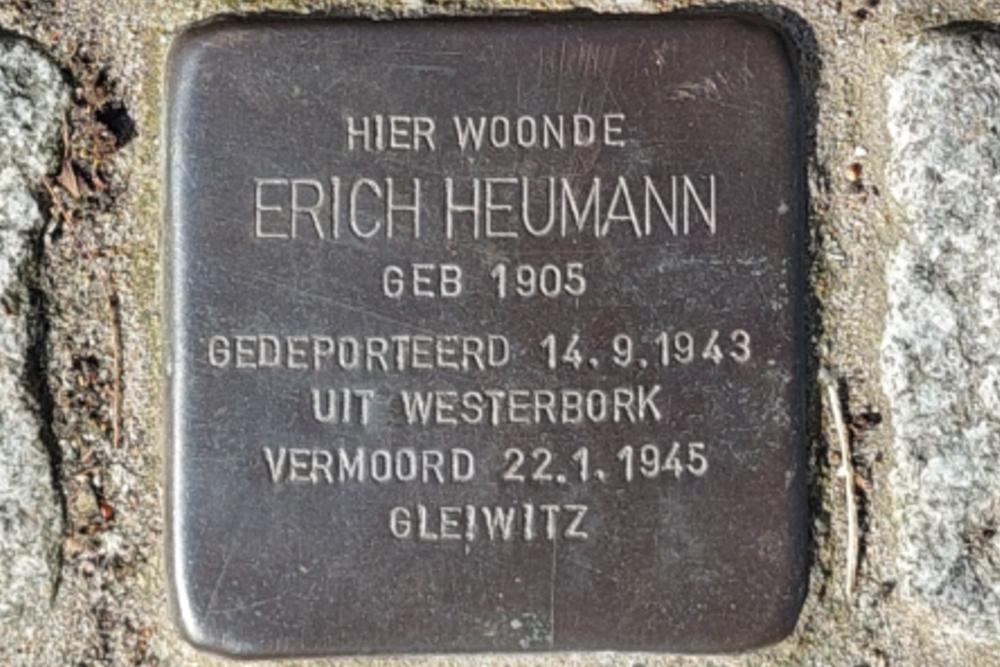 HIER WOONDE
ERICH HEUMANN
GEB 1905
GEDEPORTEERD 14.9.1943
UIT WESTERBORK
VERMOORD 22.1.1945
GLEIWITZ